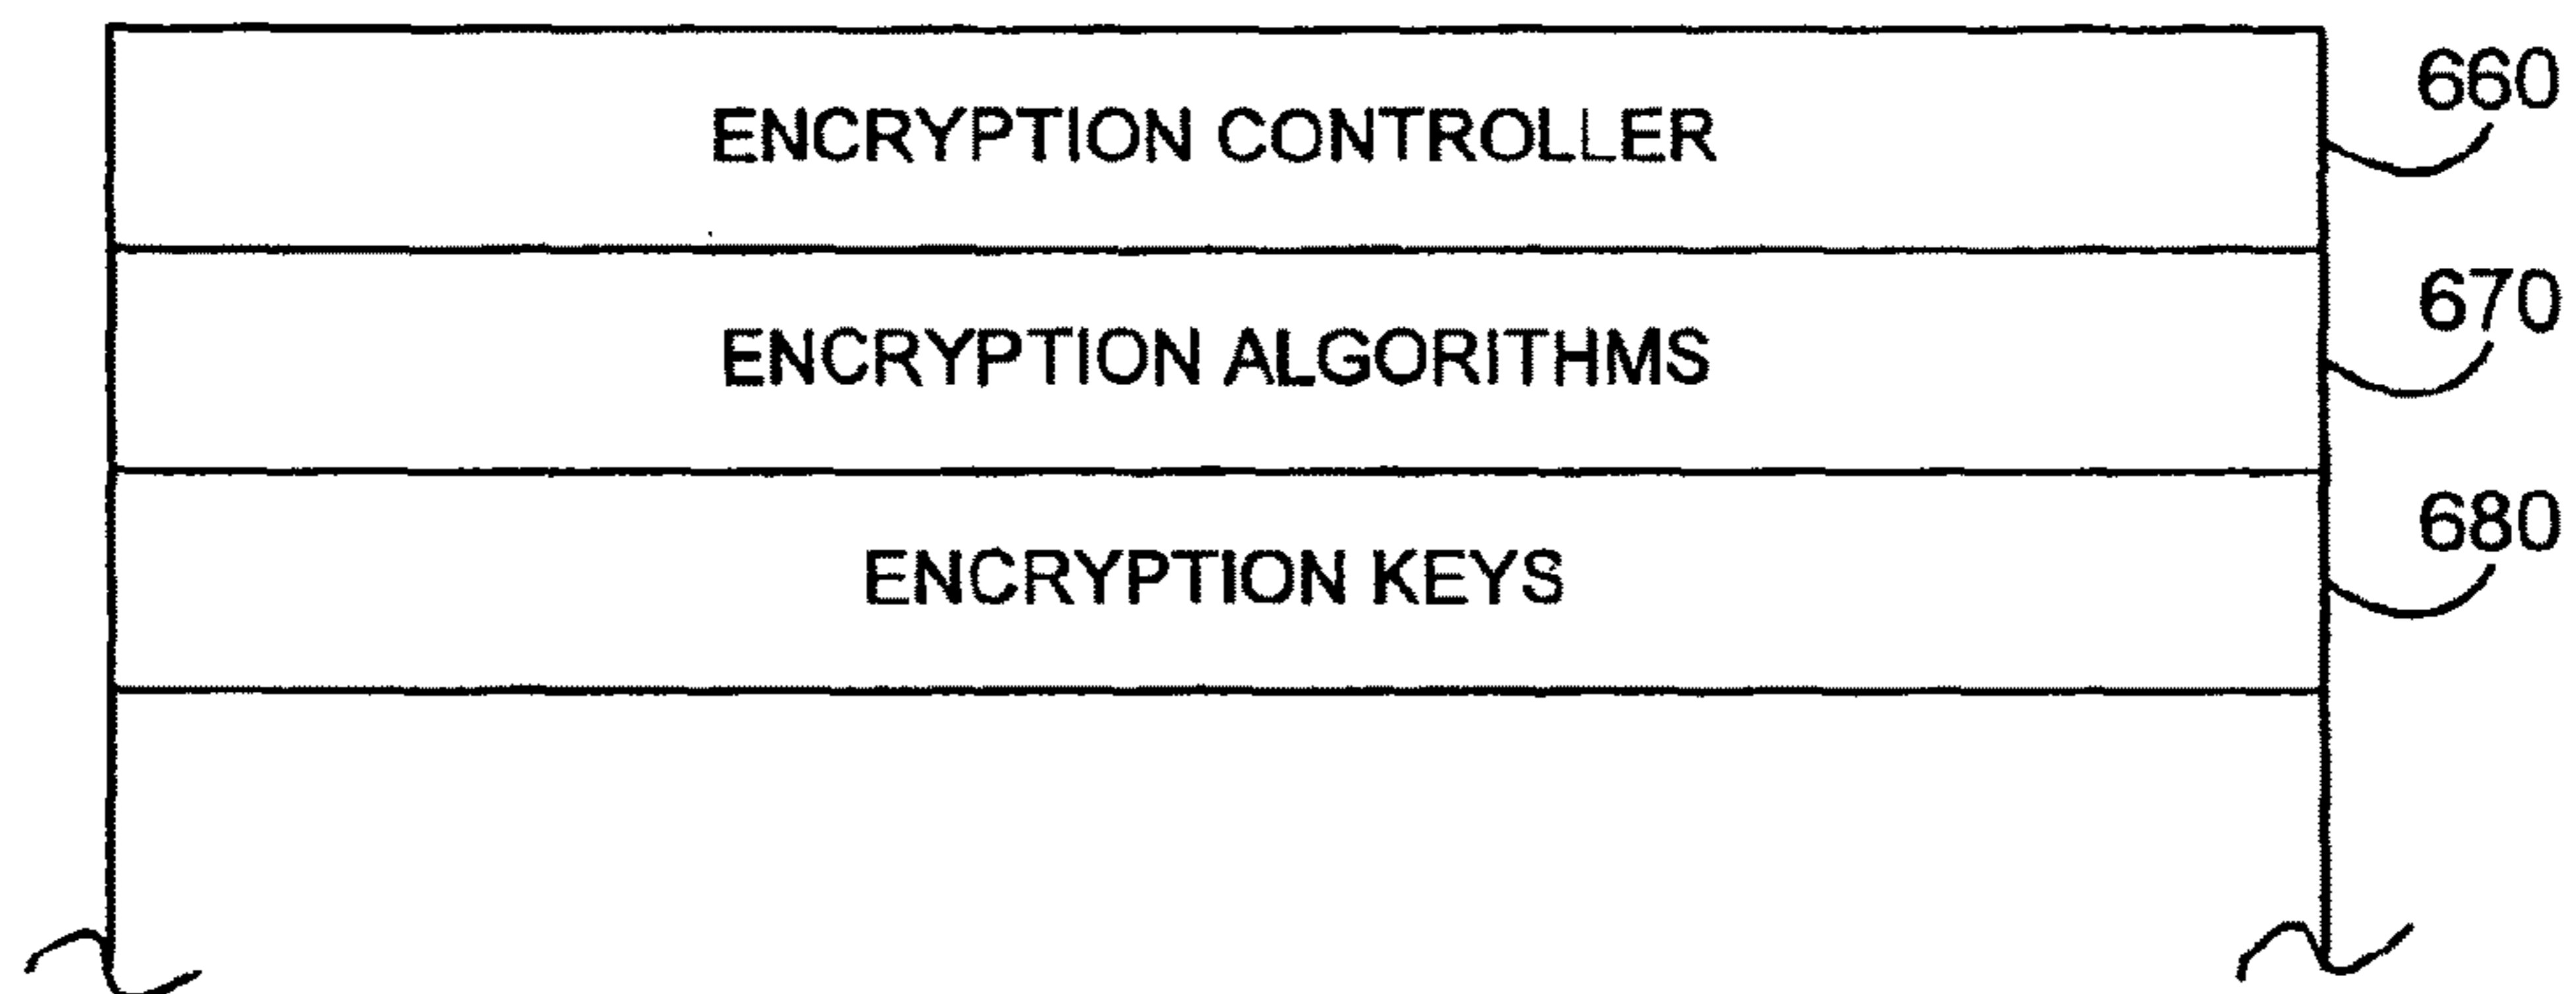 660
ENCRYPTION CONTROLLER
670
ENCRYPTION ALGORITHMS
680
ENCRYPTION KEYS